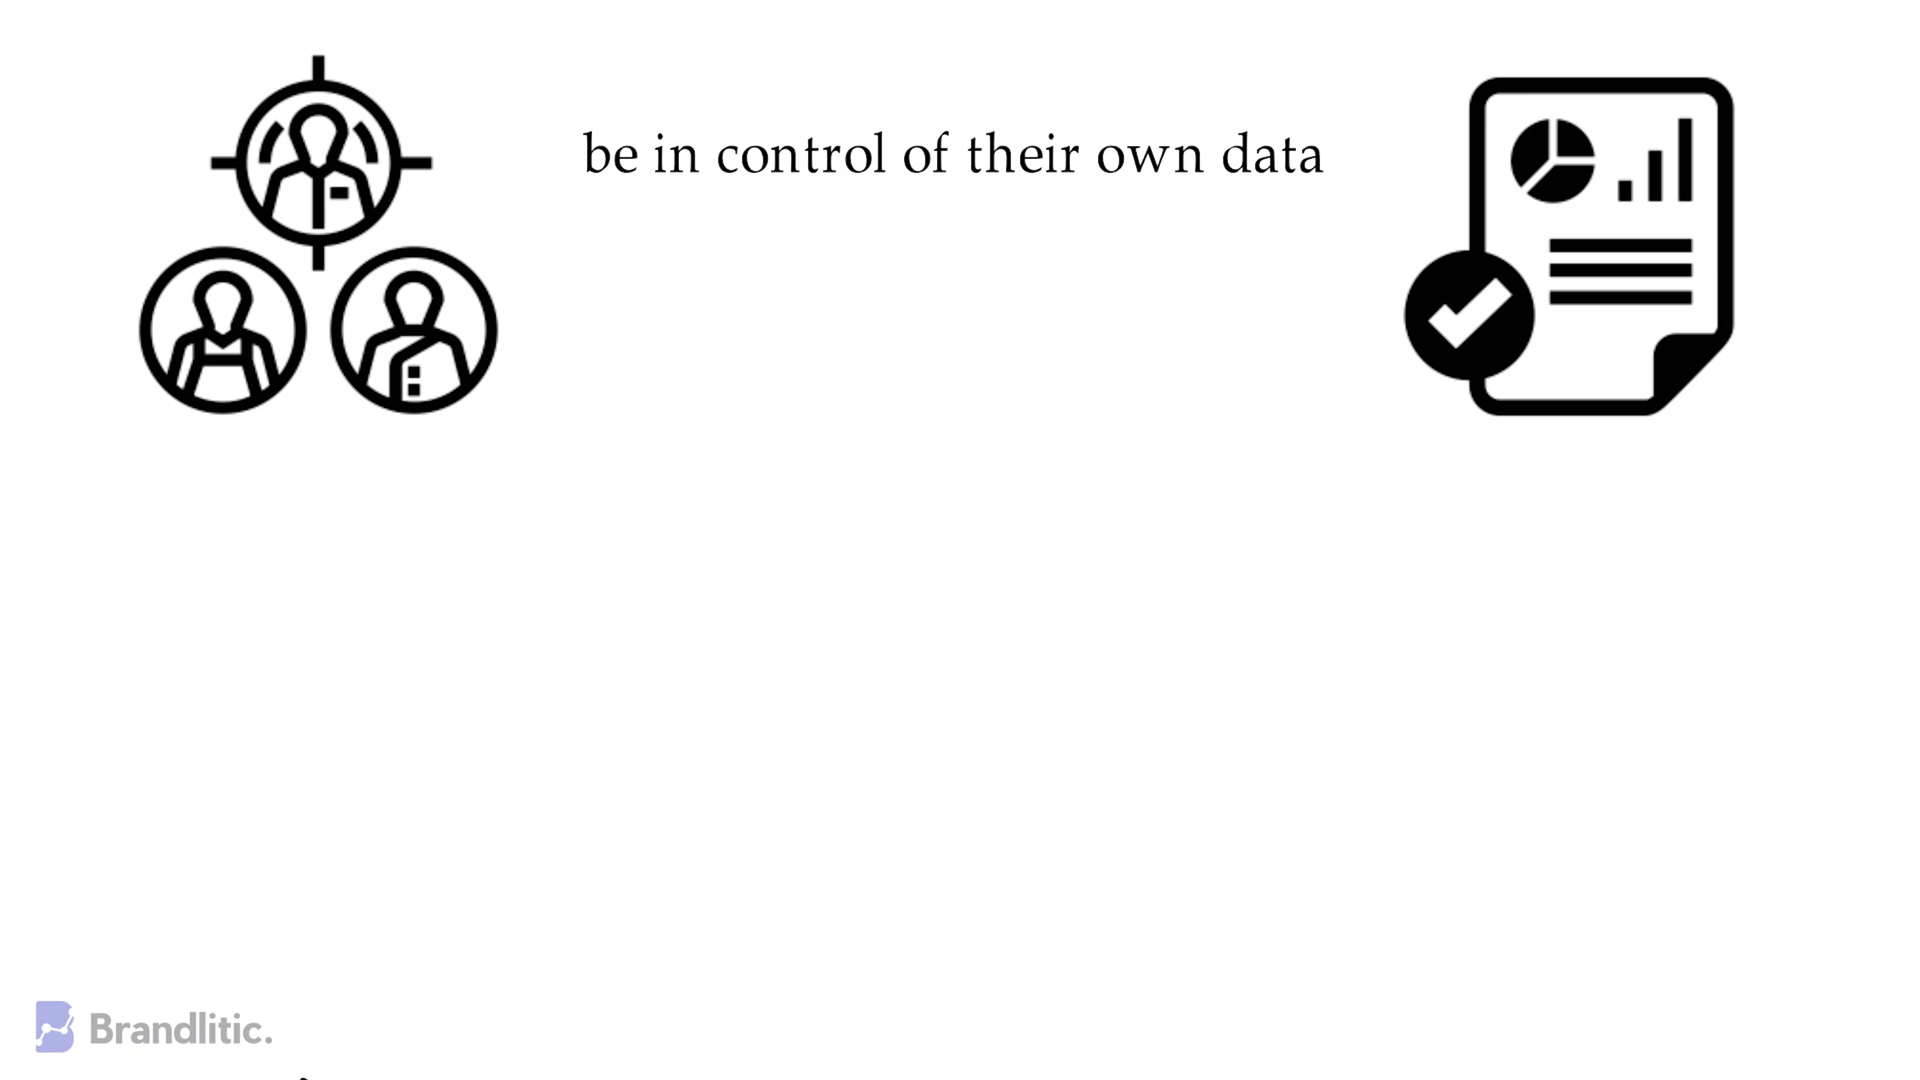 be in control of their own data
Brandlitic.